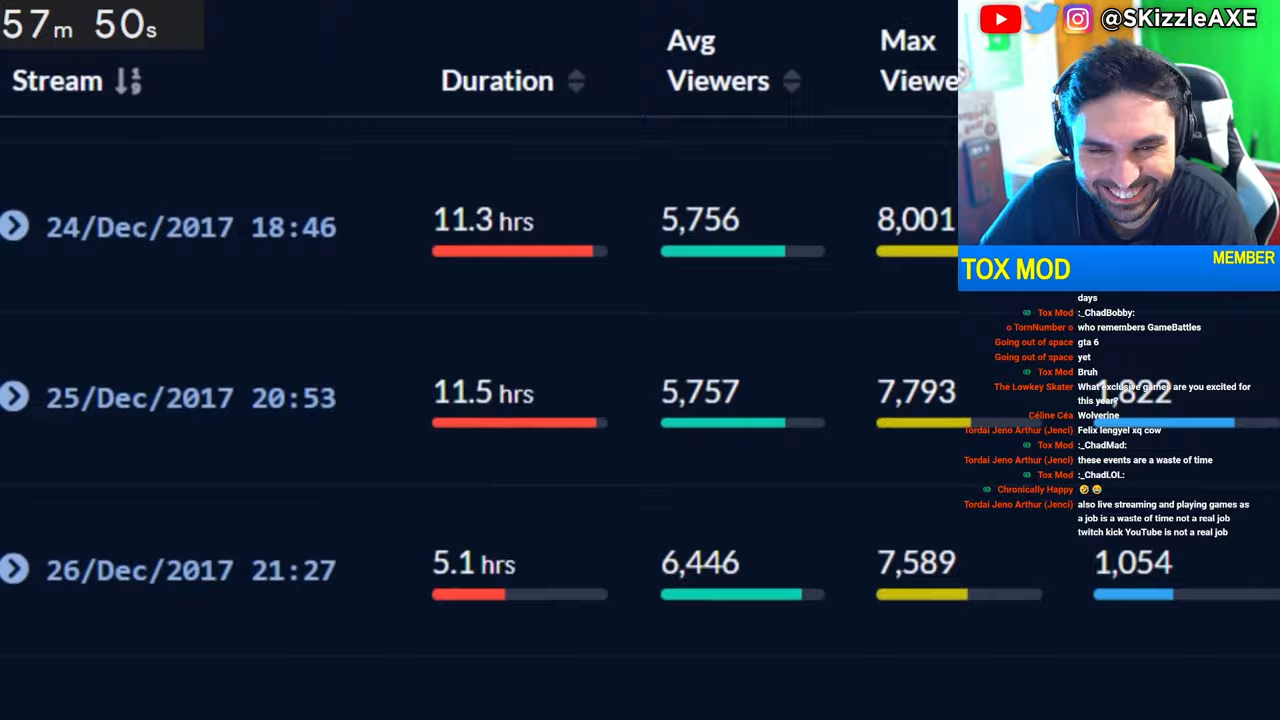 57m 50s
@SKizzleAXE
Avg
Max
Stream
Duration
Viewers
Viewe
24/Dec/2017 18:46
11.3 hrs
5,756
8,001
25/Dec/2017 20:53
11.5 hrs
5,757
7,793
1,822
26/Dec/2017 21:27
5.1 hrs
6,446
7,589
1,054
TOX MOD
MEMBER
days
Tox Mod :_ChadBobby:
o TornNumber o who remembers GameBattles
Going out of space gta 6
Going out of space yet
Tox Mod Bruh
The Lowkey Skater What exclusive games are you excited for
this year?
Céline Céa Wolverine
Tordai Jeno Arthur (Jenci) Felix lengyel xq cow
Tox Mod :_ChadMad:
Tordai Jeno Arthur (Jenci) these events are a waste of time
Tox Mod :_ChadLOL:
Chronically Happy 🤣 😂
Tordai Jeno Arthur (Jenci) also live streaming and playing games as
a job is a waste of time not a real job
twitch kick YouTube is not a real job